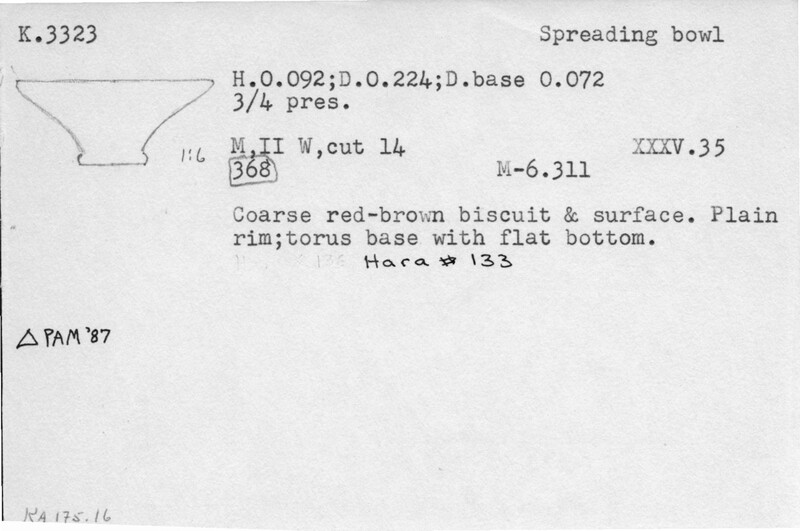 K.3323 Spreading bowl
H.0.092;D.0.224;D.base 0.072
3/4 pres.
1:6
M,II W,cut 14 XXXV.35
368 M-6.311
Coarse red-brown biscuit & surface. Plain
rim;torus base with flat bottom.
Hara # 133
△ PAM '87
KA 175.16